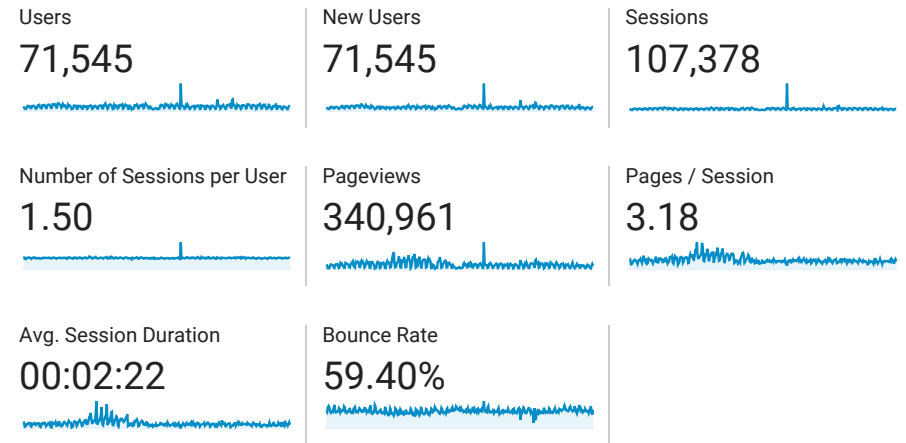 Users
71,545
New Users
71,545
Sessions
107,378
Number of Sessions per User
1.50
Pageviews
340,961
Pages / Session
3.18
Avg. Session Duration
00:02:22
Bounce Rate
59.40%